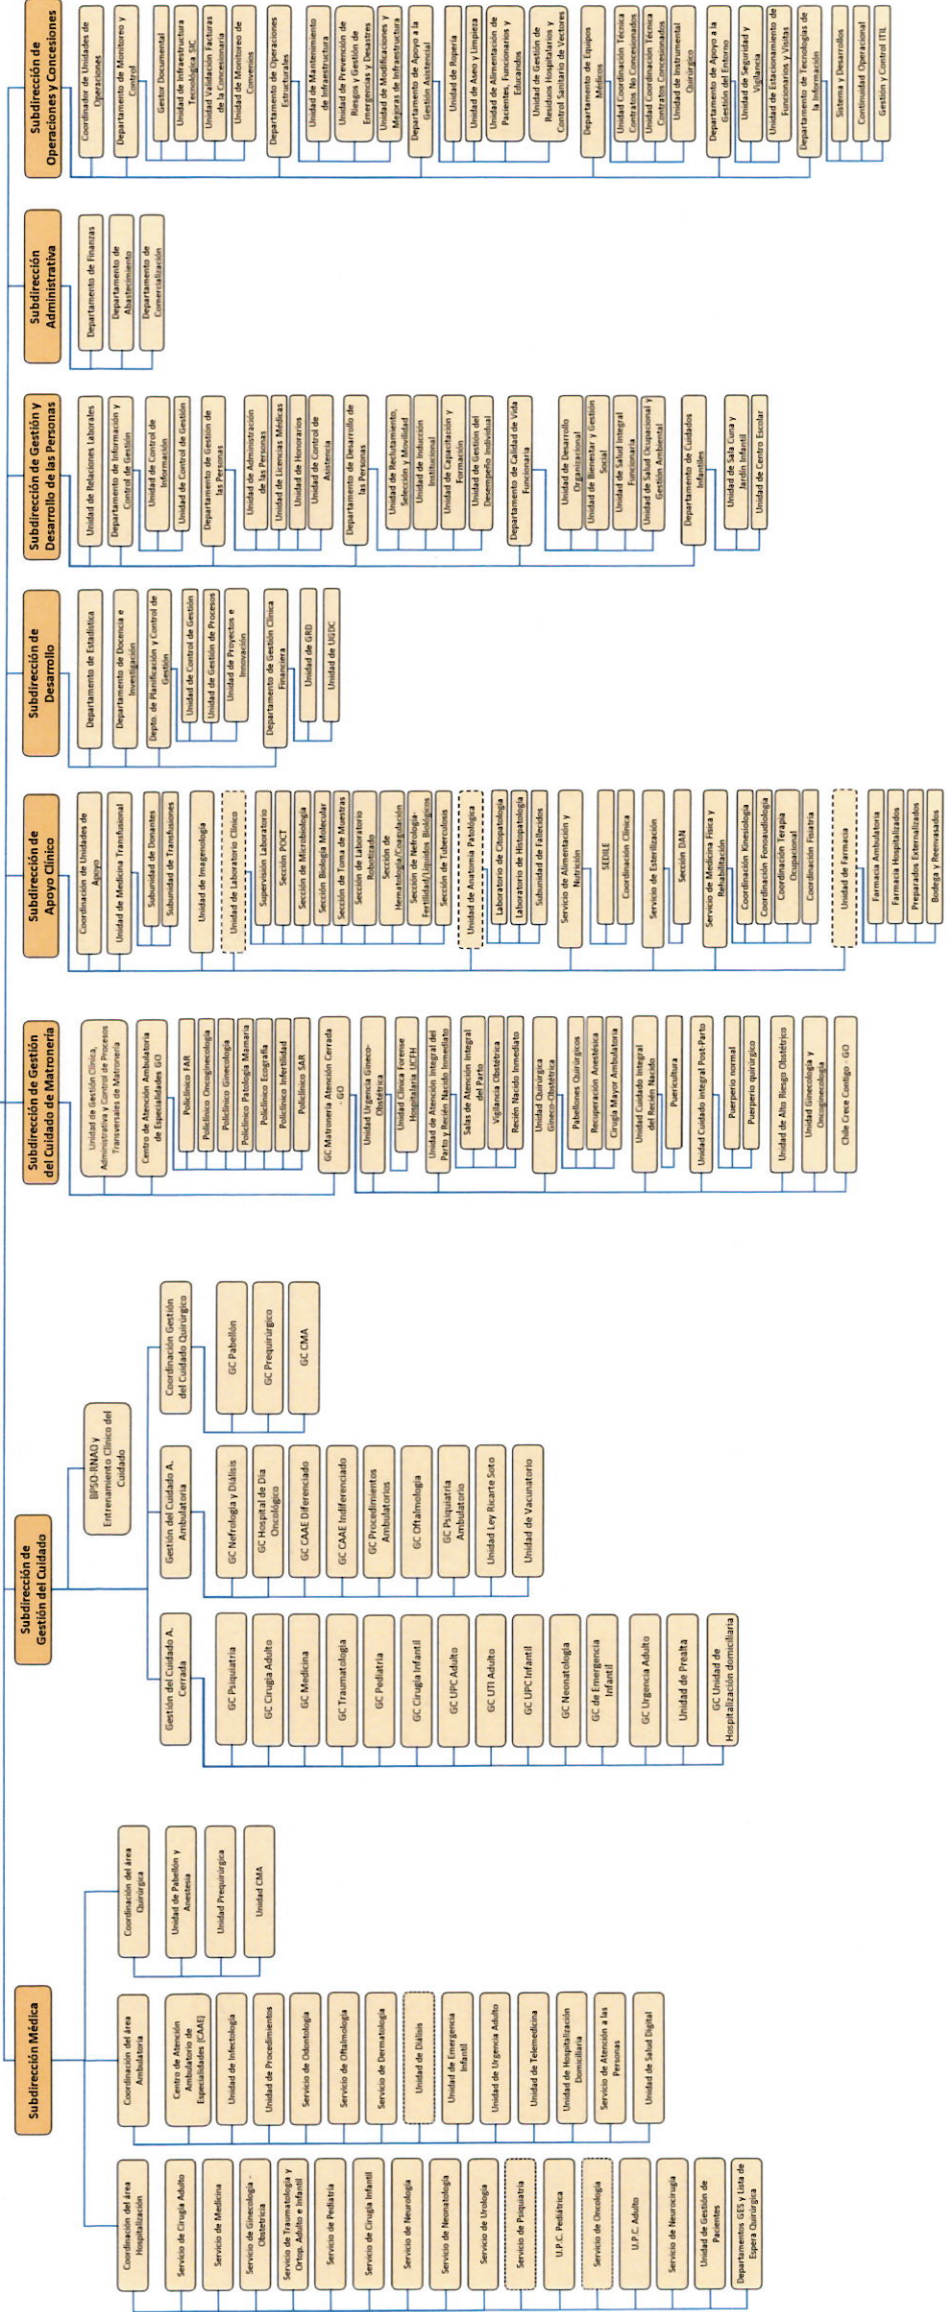 Subdirección Médica
Coordinación del área
Hospitalización
Servicio de Cirugía Adulto
Servicio de Medicina
Servicio de Ginecología -
Obstetricia
Servicio de Traumatología y
Ortop. Adulto e Infantil
Servicio de Pediatría
Servicio de Cirugía Infantil
Servicio de Neurología
Servicio de Neonatología
Servicio de Urología
Servicio de Psiquiatría
U.P.C. Pediátrica
Servicio de Oncología
U.P.C. Adulto
Servicio de Neurocirugía
Unidad de Gestión de
Pacientes
Departamentos GES y Lista de
Espera Quirúrgica
Coordinación del área
Ambulatoria
Centro de Atención
Ambulatorio de
Especialidades (CAAE)
Unidad de Infectología
Unidad de Procedimientos
Servicio de Odontología
Servicio de Oftalmología
Servicio de Dermatología
Unidad de Diálisis
Unidad de Emergencia
Infantil
Unidad de Urgencia Adulto
Unidad de Telemedicina
Unidad de Hospitalización
Domiciliaria
Servicio de Atención a las
Personas
Unidad de Salud Digital
Coordinación del área
Quirúrgica
Unidad de Pabellón y
Anestesia
Unidad Prequirúrgica
Unidad CMA
Subdirección de
Gestión del Cuidado
BPSO-RNAO y
Entrenamiento Clínico del
Cuidado
Gestión del Cuidado A.
Cerrada
GC Psiquiatría
GC Cirugía Adulto
GC Medicina
GC Traumatología
GC Pediatría
GC Cirugía Infantil
GC UPC Adulto
GC UTI Adulto
GC UPC Infantil
GC Neonatología
GC de Emergencia
Infantil
GC Urgencia Adulto
Unidad de Prealta
GC Unidad de
Hospitalización domiciliaria
Gestión del Cuidado A.
Ambulatoria
GC Nefrología y Diálisis
GC Hospital de Día
Oncológico
GC CAAE Diferenciado
GC CAAE Indiferenciado
GC Procedimientos
Ambulatorios
GC Oftalmología
GC Psiquiatría
Ambulatorio
Unidad Ley Ricarte Soto
Unidad de Vacunatorio
Coordinación Gestión
del Cuidado Quirúrgico
GC Pabellón
GC Prequirúrgico
GC CMA
Subdirección de Gestión
del Cuidado de Matronería
Unidad de Gestión Clínica,
Administrativa y Control de Procesos
Transversales de Matronería
Centro de Atención Ambulatoria
de Especialidades GO
Policlínico FAR
Policlínico Oncoginecología
Policlínico Ginecología
Policlínico Patología Mamaria
Policlínico Ecografía
Policlínico Infertilidad
Policlínico SAR
GC Matronería Atención Cerrada
- GO
Unidad Urgencia Gineco-
Obstétrica
Unidad Clínica Forense
Hospitalaria UCFH
Unidad de Atención Integral del
Parto y Recién Nacido Inmediato
Salas de Atención Integral
del Parto
Vigilancia Obstétrica
Recién Nacido Inmediato
Unidad Quirúrgica
Gineco-Obstétrica
Pabellones Quirúrgicos
Recuperación Anestésica
Cirugía Mayor Ambulatoria
Unidad Cuidado Integral
del Recién Nacido
Puericultura
Unidad Cuidado integral Post-Parto
Puerperio normal
Puerperio quirúrgico
Unidad de Alto Riesgo Obstétrico
Unidad Ginecología y
Oncoginecología
Chile Crece Contigo - GO
Subdirección de
Apoyo Clínico
Coordinación de Unidades de
Apoyo
Unidad de Medicina Transfusional
Subunidad de Donantes
Subunidad de Transfusiones
Unidad de Imagenología
Unidad de Laboratorio Clínico
Supervisión Laboratorio
Sección POCT
Sección de Microbiología
Sección Biología Molecular
Sección de Toma de Muestras
Sección de Laboratorio
Robotizado
Sección de
Hematología/Coagulación
Sección de Nefrología-
Fertilidad/Líquidos Biológicos
Sección de Tuberculosis
Unidad de Anatomía Patológica
Laboratorio de Citopatología
Laboratorio de Histopatología
Subunidad de Fallecidos
Servicio de Alimentación y
Nutrición
SEDILE
Coordinación Clínica
Servicio de Esterilización
Sección DAN
Servicio de Medicina Física y
Rehabilitación
Coordinación Kinesiología
Coordinación Fonoaudiología
Coordinación Terapia
Ocupacional
Coordinación Fisiatría
Unidad de Farmacia
Farmacia Ambulatoria
Farmacia Hospitalizados
Preparados Externalizados
Bodega y Reenvasados
Subdirección de
Desarrollo
Departamento de Estadística
Departamento de Docencia e
Investigación
Depto. de Planificación y Control de
Gestión
Unidad de Control de Gestión
Unidad de Gestión de Procesos
Unidad de Proyectos e
Innovación
Departamento de Gestión Clínica
Financiera
Unidad de GRD
Unidad de UGDC
Subdirección de Gestión y
Desarrollo de las Personas
Unidad de Relaciones Laborales
Departamento de Información y
Control de Gestión
Unidad de Control de
Información
Unidad de Control de Gestión
Departamento de Gestión de
las Personas
Unidad de Administración
de las Personas
Unidad de Licencias Médicas
Unidad de Honorarios
Unidad de Control de
Asistencia
Departamento de Desarrollo de
las Personas
Unidad de Reclutamiento,
Selección y Movilidad
Unidad de Inducción
Institucional
Unidad de Capacitación y
Formación
Unidad de Gestión del
Desempeño Individual
Departamento de Calidad de Vida
Funcionaria
Unidad de Desarrollo
Organizacional
Unidad de Bienestar y Gestión
Social
Unidad de Salud Integral
Funcionaria
Unidad de Salud Ocupacional y
Gestión Ambiental
Departamento de Cuidados
Infantiles
Unidad de Sala Cuna y
Jardín Infantil
Unidad de Centro Escolar
Subdirección
Administrativa
Departamento de Finanzas
Departamento de
Abastecimiento
Departamento de
Comercialización
Subdirección de
Operaciones y Concesiones
Coordinador de Unidades de
Operaciones
Departamento de Monitoreo y
Control
Gestor Documental
Unidad de Infraestructura
Tecnológica SIC
Unidad Validación Facturas
de la Concesionaria
Unidad de Monitoreo de
Convenios
Departamento de Operaciones
Estructurales
Unidad de Mantenimiento
de Infraestructura
Unidad de Prevención de
Riesgos y Gestión de
Emergencias y Desastres
Unidad de Modificaciones y
Mejoras de Infraestructura
Departamento de Apoyo a la
Gestión Asistencial
Unidad de Ropería
Unidad de Aseo y Limpieza
Unidad de Alimentación de
Pacientes, Funcionarios y
Educandos
Unidad de Gestión de
Residuos Hospitalarios y
Control Sanitario de Vectores
Departamento de Equipos
Médicos
Unidad Coordinación Técnica
Contratos No Concesionados
Unidad Coordinación Técnica
Contratos Concesionados
Unidad de Instrumental
Quirúrgico
Departamento de Apoyo a la
Gestión del Entorno
Unidad de Seguridad y
Vigilancia
Unidad de Estacionamiento de
Funcionarios y Visitas
Departamento de Tecnologías de
la Información
Sistema y Desarrollos
Continuidad Operacional
Gestión y Control ITIL